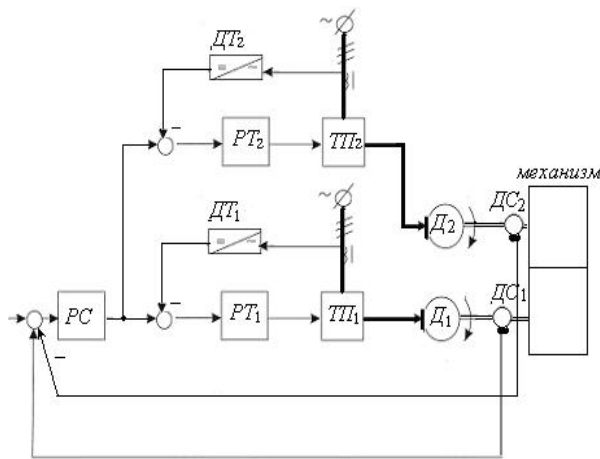 ~
ДТ₂
= ~
–
РТ₂
ТП₂
механизм
~
ДС₂
ДТ₁
Д₂
= ~
–
ДС₁
РС
РТ₁
ТП₁
Д₁
–